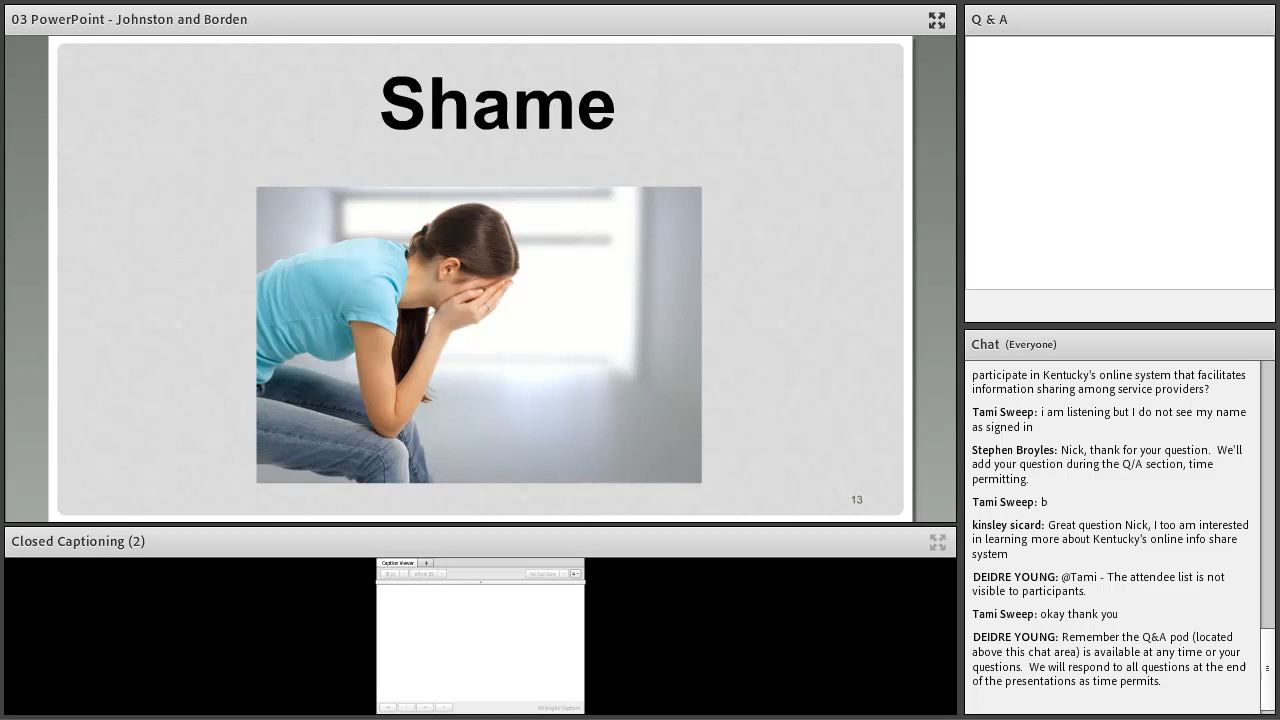 03 PowerPoint - Johnston and Borden
Shame
13
Closed Captioning (2)
Caption Viewer
Q & A
Chat (Everyone)
participate in Kentucky's online system that facilitates
information sharing among service providers?
Tami Sweep: i am listening but I do not see my name
as signed in
Stephen Broyles: Nick, thank for your question. We'll
add your question during the Q/A section, time
permitting.
Tami Sweep: b
kinsley sicard: Great question Nick, I too am interested
in learning more about Kentucky's online info share
system
DEIDRE YOUNG: @Tami - The attendee list is not
visible to participants.
Tami Sweep: okay thank you
DEIDRE YOUNG: Remember the Q&A pod (located
above this chat area) is available at any time or your
questions. We will respond to all questions at the end
of the presentations as time permits.